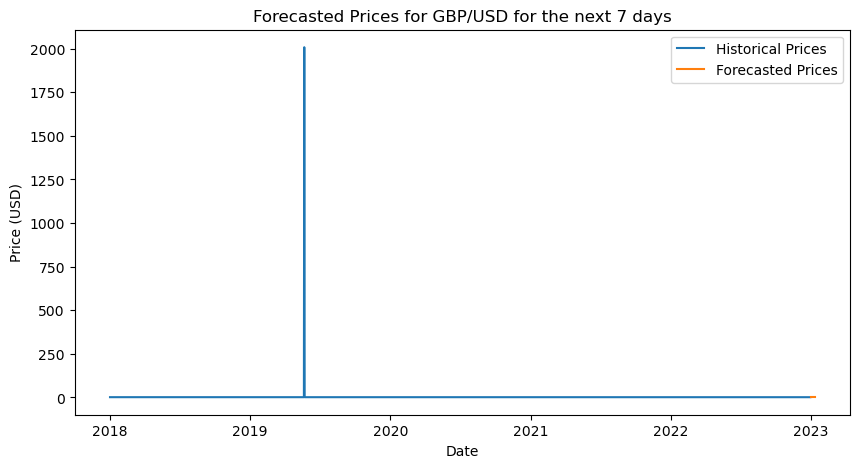 Forecasted Prices for GBP/USD for the next 7 days
Historical Prices
Forecasted Prices
Price (USD)
2000
1750
1500
1250
1000
750
500
250
0
2018 2019 2020 2021 2022 2023
Date